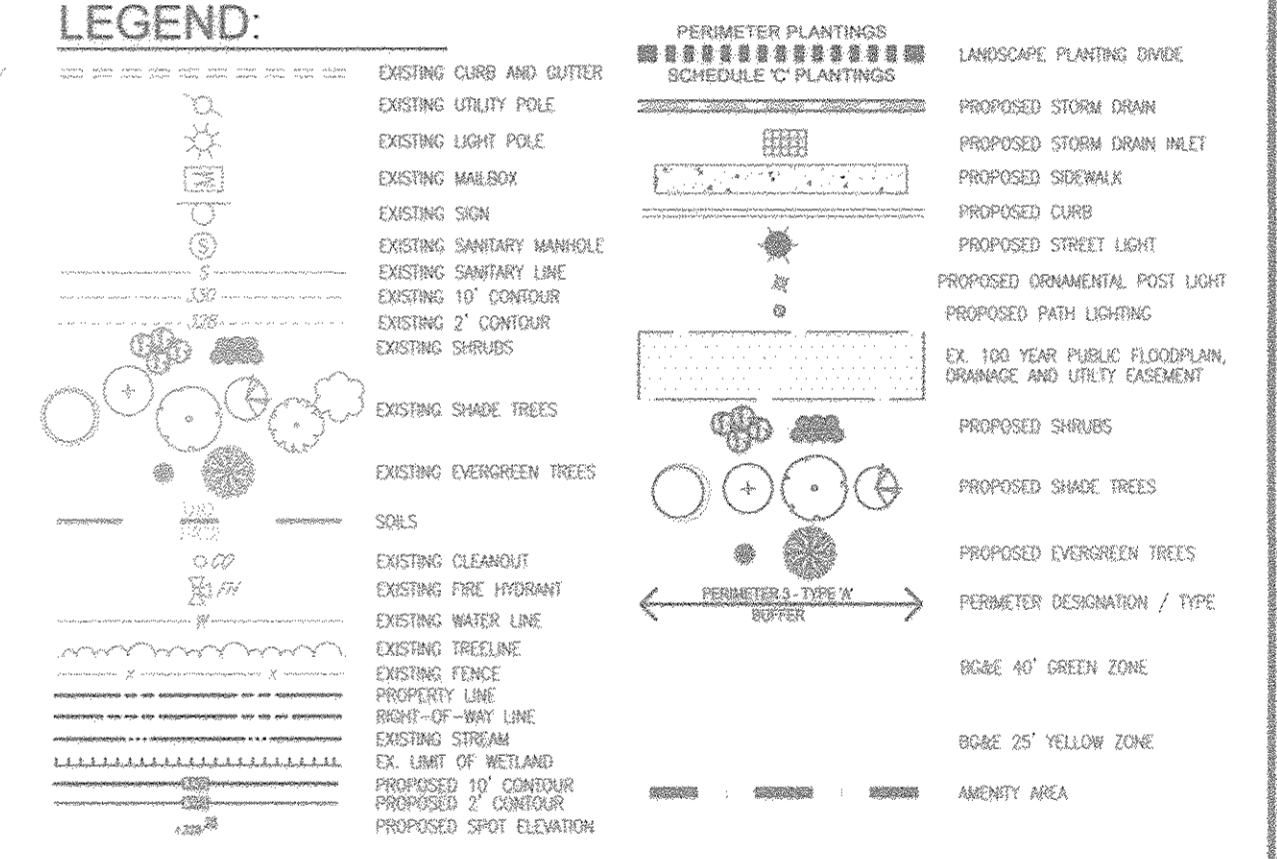 LEGEND:
EXISTING CURB AND GUTTER
EXISTING UTILITY POLE
EXISTING LIGHT POLE
EXISTING MAILBOX
EXISTING SIGN
S
EXISTING SANITARY MANHOLE
S
EXISTING SANITARY LINE
330
EXISTING 10' CONTOUR
328
EXISTING 2' CONTOUR
EXISTING SHRUBS
EXISTING SHADE TREES
EXISTING EVERGREEN TREES
SOILS
CO
EXISTING CLEANOUT
FH
EXISTING FIRE HYDRANT
W
EXISTING WATER LINE
EXISTING TREELINE
X X
EXISTING FENCE
PROPERTY LINE
RIGHT-OF-WAY LINE
EXISTING STREAM
EX. LIMIT OF WETLAND
PROPOSED 10' CONTOUR
PROPOSED 2' CONTOUR
PROPOSED SPOT ELEVATION
PERIMETER PLANTINGS
SCHEDULE 'C' PLANTINGS
LANDSCAPE PLANTING DIVIDE
PROPOSED STORM DRAIN
PROPOSED STORM DRAIN INLET
PROPOSED SIDEWALK
PROPOSED CURB
PROPOSED STREET LIGHT
PROPOSED ORNAMENTAL POST LIGHT
PROPOSED PATH LIGHTING
EX. 100 YEAR PUBLIC FLOODPLAIN,
DRAINAGE AND UTILTY EASEMENT
PROPOSED SHRUBS
PROPOSED SHADE TREES
PROPOSED EVERGREEN TREES
PERIMETER 3 - TYPE 'A'
BUFFER
PERIMETER DESIGNATION / TYPE
BG&E 40' GREEN ZONE
BG&E 25' YELLOW ZONE
AMENITY AREA